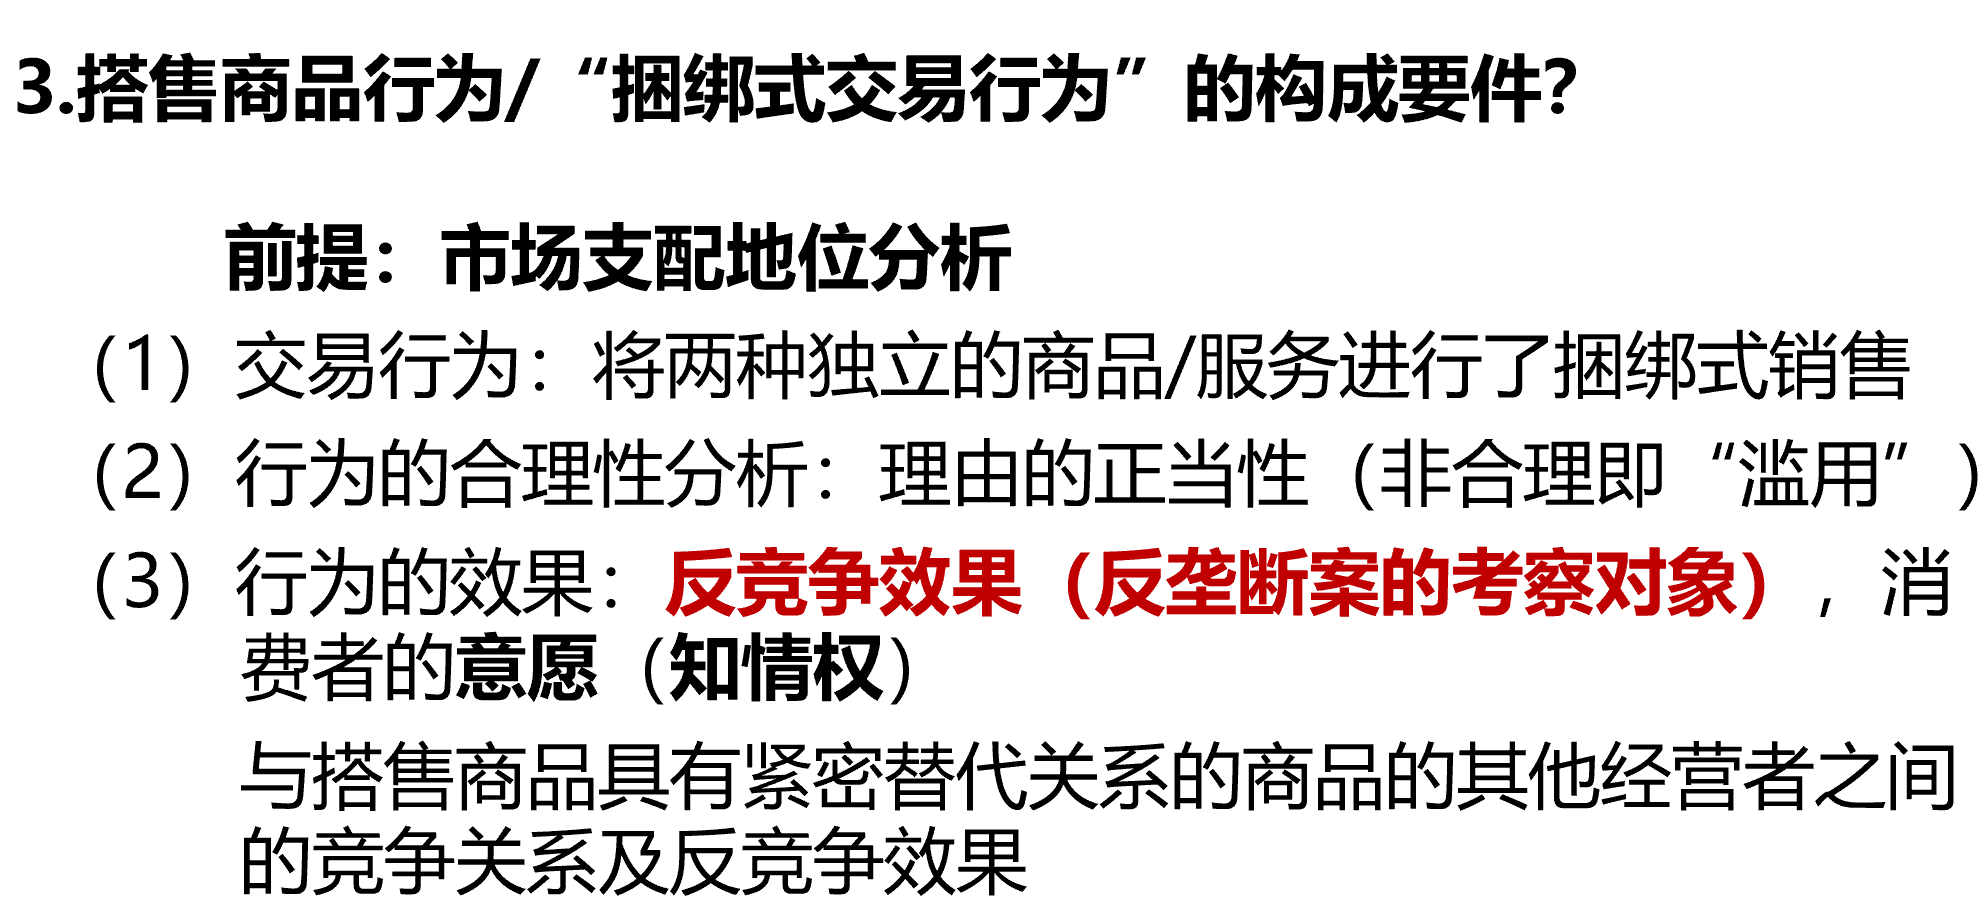 3.搭售商品行为/“捆绑式交易行为”的构成要件?
前提：市场支配地位分析
（1）交易行为：将两种独立的商品/服务进行了捆绑式销售
（2）行为的合理性分析：理由的正当性（非合理即“滥用”）
（3）行为的效果：反竞争效果（反垄断案的考察对象），消
费者的意愿（知情权）
与搭售商品具有紧密替代关系的商品的其他经营者之间
的竞争关系及反竞争效果